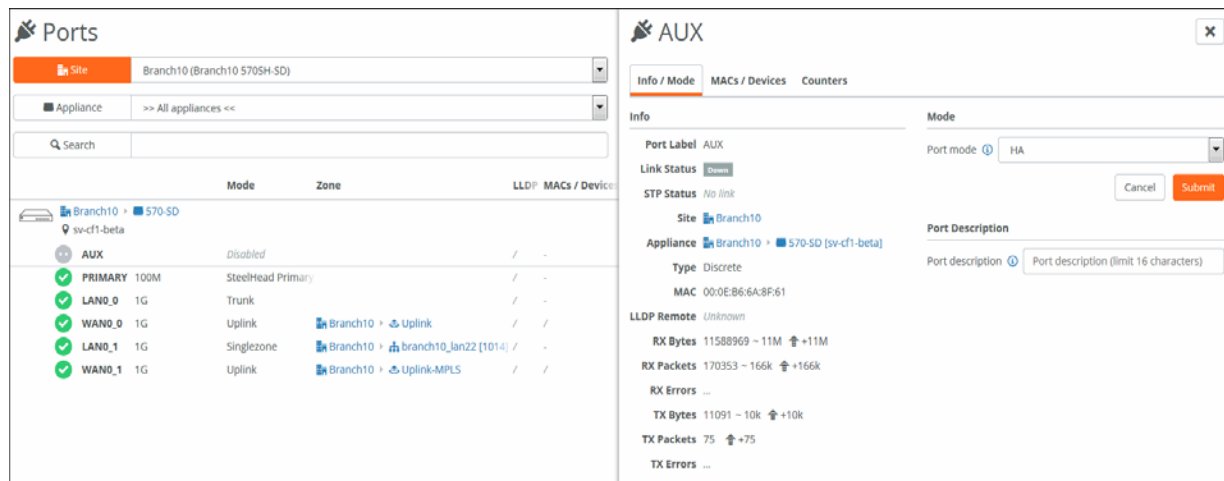 Ports
Site Branch10 (Branch10 570SH-SD)
Appliance >> All appliances <<
Search
Mode Zone LLDP MACs / Devices
Branch10 › 570-SD
sv-cf1-beta
AUX Disabled / -
PRIMARY 100M SteelHead Primary / -
LAN0_0 1G Trunk / -
WAN0_0 1G Uplink Branch10 › Uplink / /
LAN0_1 1G Singlezone Branch10 › branch10_lan22 [1014] / -
WAN0_1 1G Uplink Branch10 › Uplink-MPLS / /
AUX
Info / Mode MACs / Devices Counters
Info
Port Label AUX
Link Status Down
STP Status No link
Site Branch10
Appliance Branch10 › 570-SD [sv-cf1-beta]
Type Discrete
MAC 00:0E:B6:6A:8F:61
LLDP Remote Unknown
RX Bytes 11588969 ~ 11M +11M
RX Packets 170353 ~ 166k +166k
RX Errors ...
TX Bytes 11091 ~ 10k +10k
TX Packets 75 +75
TX Errors ...
Mode
Port mode HA
Cancel Submit
Port Description
Port description Port description (limit 16 characters)